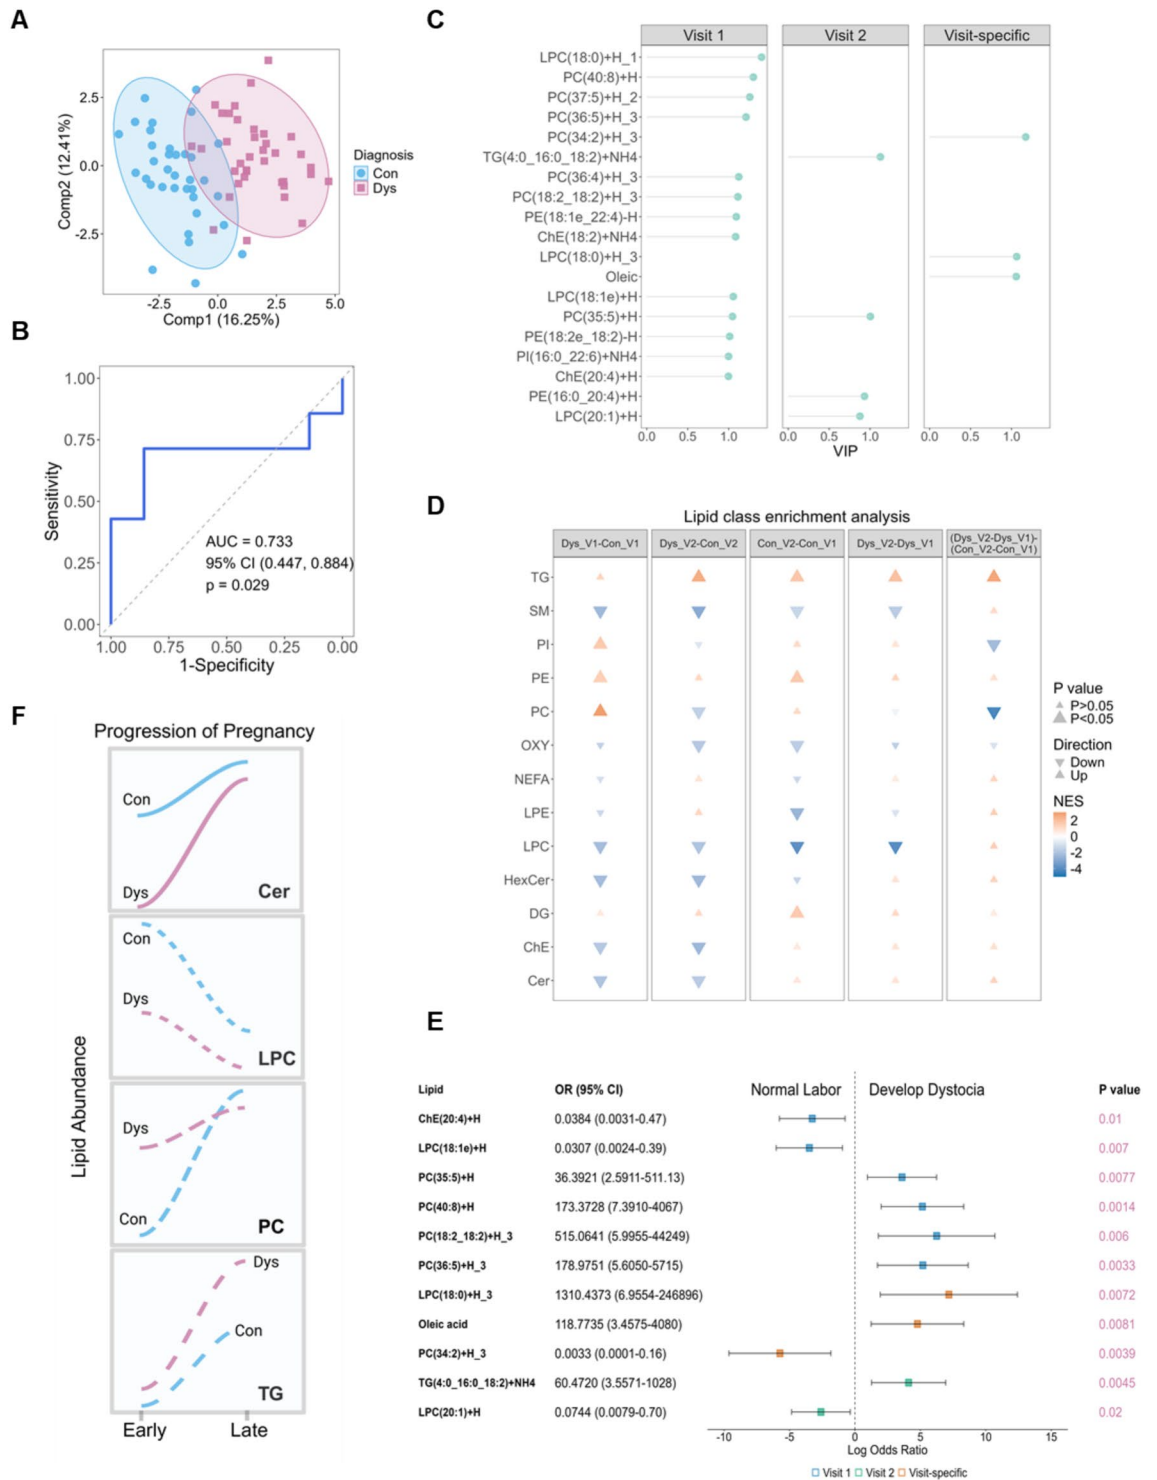 A
2.5
0.0
-2.5
Comp2 (12.41%)
-2.5
0.0
2.5
5.0
Comp1 (16.25%)
Diagnosis
Con
Dys
B
1.00
0.75
0.50
0.25
0.00
Sensitivity
AUC = 0.733
95% CI (0.447, 0.884)
p = 0.029
1.00
0.75
0.50
0.25
0.00
1-Specificity
C
Visit 1
Visit 2
Visit-specific
LPC(18:0)+H_1
PC(40:8)+H
PC(37:5)+H_2
PC(36:5)+H_3
PC(34:2)+H_3
TG(4:0_16:0_18:2)+NH4
PC(36:4)+H_3
PC(18:2_18:2)+H_3
PE(18:1e_22:4)-H
ChE(18:2)+NH4
LPC(18:0)+H_3
Oleic
LPC(18:1e)+H
PC(35:5)+H
PE(18:2e_18:2)-H
PI(16:0_22:6)+NH4
ChE(20:4)+H
PE(16:0_20:4)+H
LPC(20:1)+H
0.0 0.5 1.0
0.0 0.5 1.0
0.0 0.5 1.0
VIP
D
Lipid class enrichment analysis
Dys_V1-Con_V1
Dys_V2-Con_V2
Con_V2-Con_V1
Dys_V2-Dys_V1
(Dys_V2-Dys_V1)-
(Con_V2-Con_V1)
TG
SM
PI
PE
PC
OXY
NEFA
LPE
LPC
HexCer
DG
ChE
Cer
P value
P>0.05
P<0.05
Direction
Down
Up
NES
2
0
-2
-4
E
Lipid OR (95% CI) Normal Labor Develop Dystocia P value
ChE(20:4)+H 0.0384 (0.0031-0.47) 0.01
LPC(18:1e)+H 0.0307 (0.0024-0.39) 0.007
PC(35:5)+H 36.3921 (2.5911-511.13) 0.0077
PC(40:8)+H 173.3728 (7.3910-4067) 0.0014
PC(18:2_18:2)+H_3 515.0641 (5.9955-44249) 0.006
PC(36:5)+H_3 178.9751 (5.6050-5715) 0.0033
LPC(18:0)+H_3 1310.4373 (6.9554-246896) 0.0072
Oleic acid 118.7735 (3.4575-4080) 0.0081
PC(34:2)+H_3 0.0033 (0.0001-0.16) 0.0039
TG(4:0_16:0_18:2)+NH4 60.4720 (3.5571-1028) 0.0045
LPC(20:1)+H 0.0744 (0.0079-0.70) 0.02
-10 -5 0 5 10 15
Log Odds Ratio
Visit 1 Visit 2 Visit-specific
F
Progression of Pregnancy
Con
Dys
Cer
Con
Dys
LPC
Dys
Con
PC
Dys
Con
TG
Lipid Abundance
Early
Late